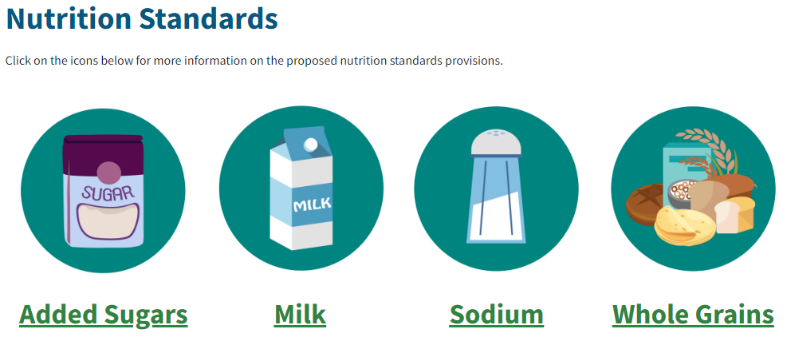 Nutrition Standards
Click on the icons below for more information on the proposed nutrition standards provisions.
SUGAR
MILK
Added Sugars
Milk
Sodium
Whole Grains